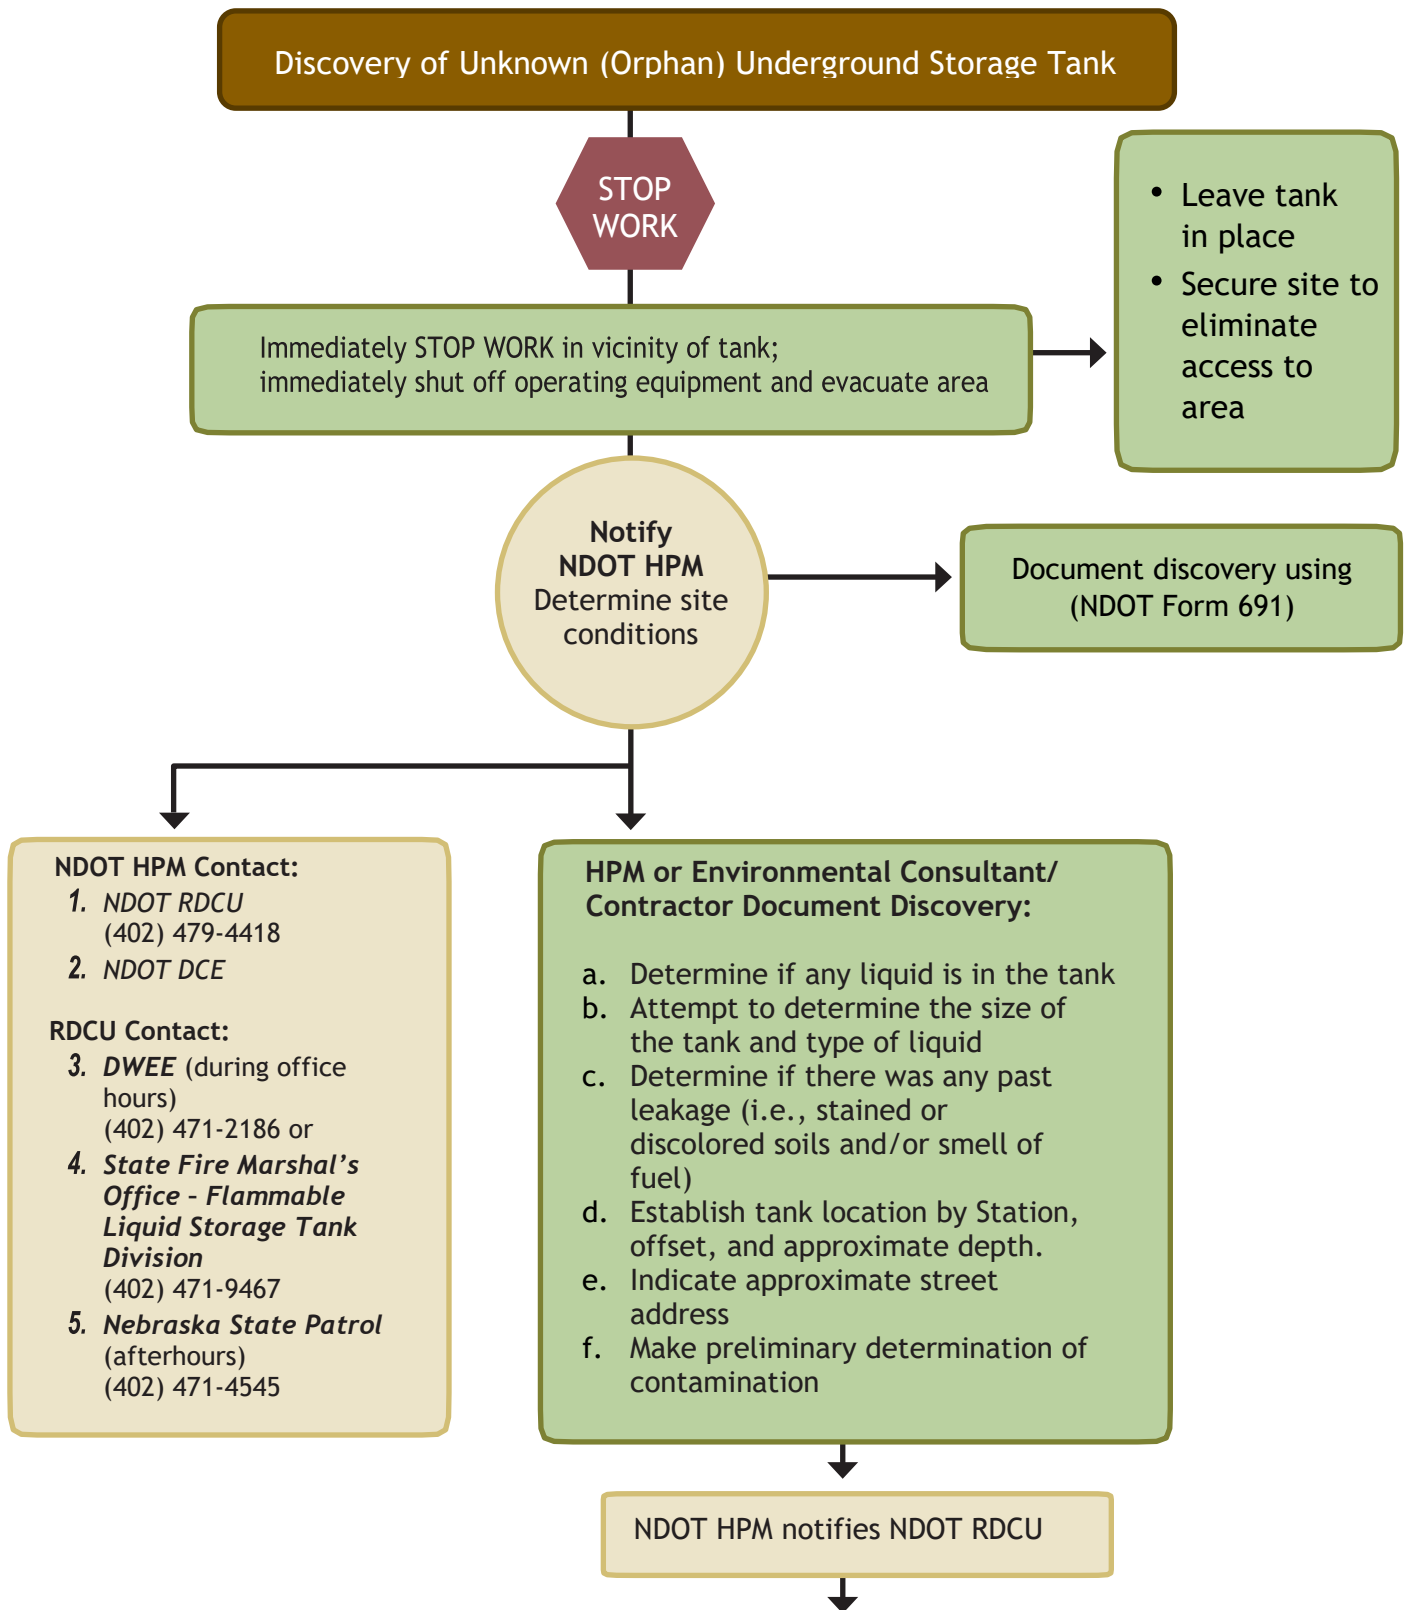 Discovery of Unknown (Orphan) Underground Storage Tank
STOP
WORK
Immediately STOP WORK in vicinity of tank;
immediately shut off operating equipment and evacuate area
• Leave tank
in place
• Secure site to
eliminate
access to
area
Notify
NDOT HPM
Determine site
conditions
Document discovery using
(NDOT Form 691)
NDOT HPM Contact:
1. NDOT RDCU
(402) 479-4418
2. NDOT DCE
RDCU Contact:
3. DWEE (during office
hours)
(402) 471-2186 or
4. State Fire Marshal’s
Office – Flammable
Liquid Storage Tank
Division
(402) 471-9467
5. Nebraska State Patrol
(afterhours)
(402) 471-4545
HPM or Environmental Consultant/
Contractor Document Discovery:
a. Determine if any liquid is in the tank
b. Attempt to determine the size of
the tank and type of liquid
c. Determine if there was any past
leakage (i.e., stained or
discolored soils and/or smell of
fuel)
d. Establish tank location by Station,
offset, and approximate depth.
e. Indicate approximate street
address
f. Make preliminary determination of
contamination
NDOT HPM notifies NDOT RDCU